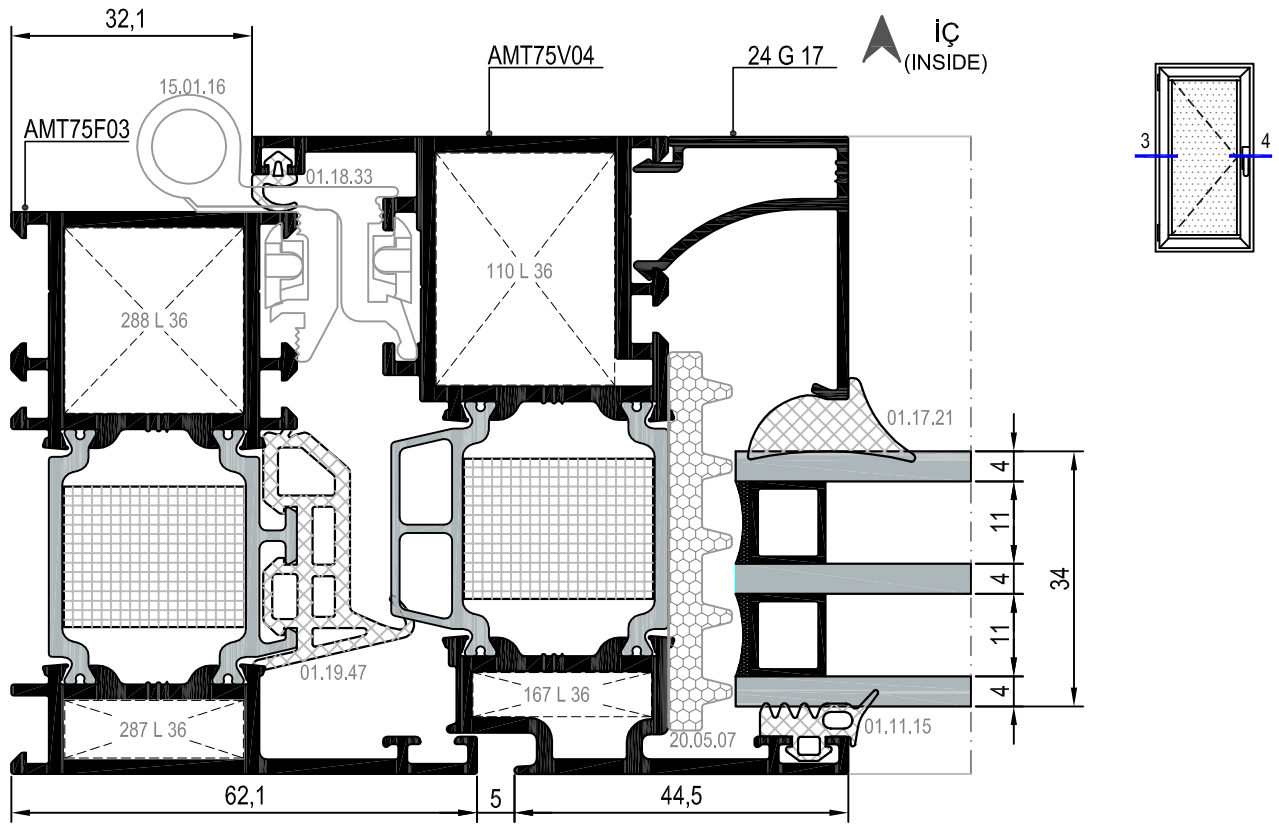 32,1
AMT75V04
24 G 17
İÇ
(INSIDE)
15.01.16
AMT75F03
3
4
01.18.33
110 L 36
288 L 36
01.17.21
4
11
4
34
11
4
01.19.47
167 L 36
287 L 36
20.05.07
01.11.15
62,1
5
44,5